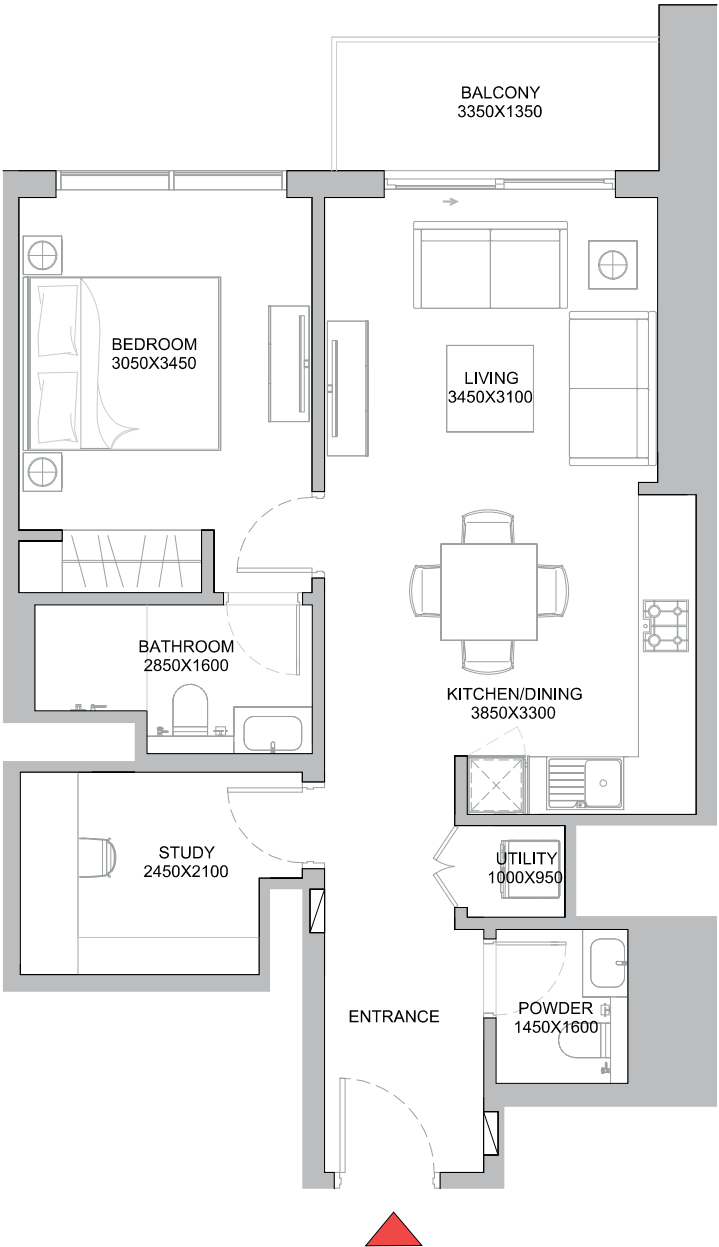 BALCONY
3350X1350
BEDROOM
3050X3450
LIVING
3450X3100
BATHROOM
2850X1600
KITCHEN/DINING
3850X3300
STUDY
2450X2100
UTILITY
1000X950
ENTRANCE
POWDER
1450X1600